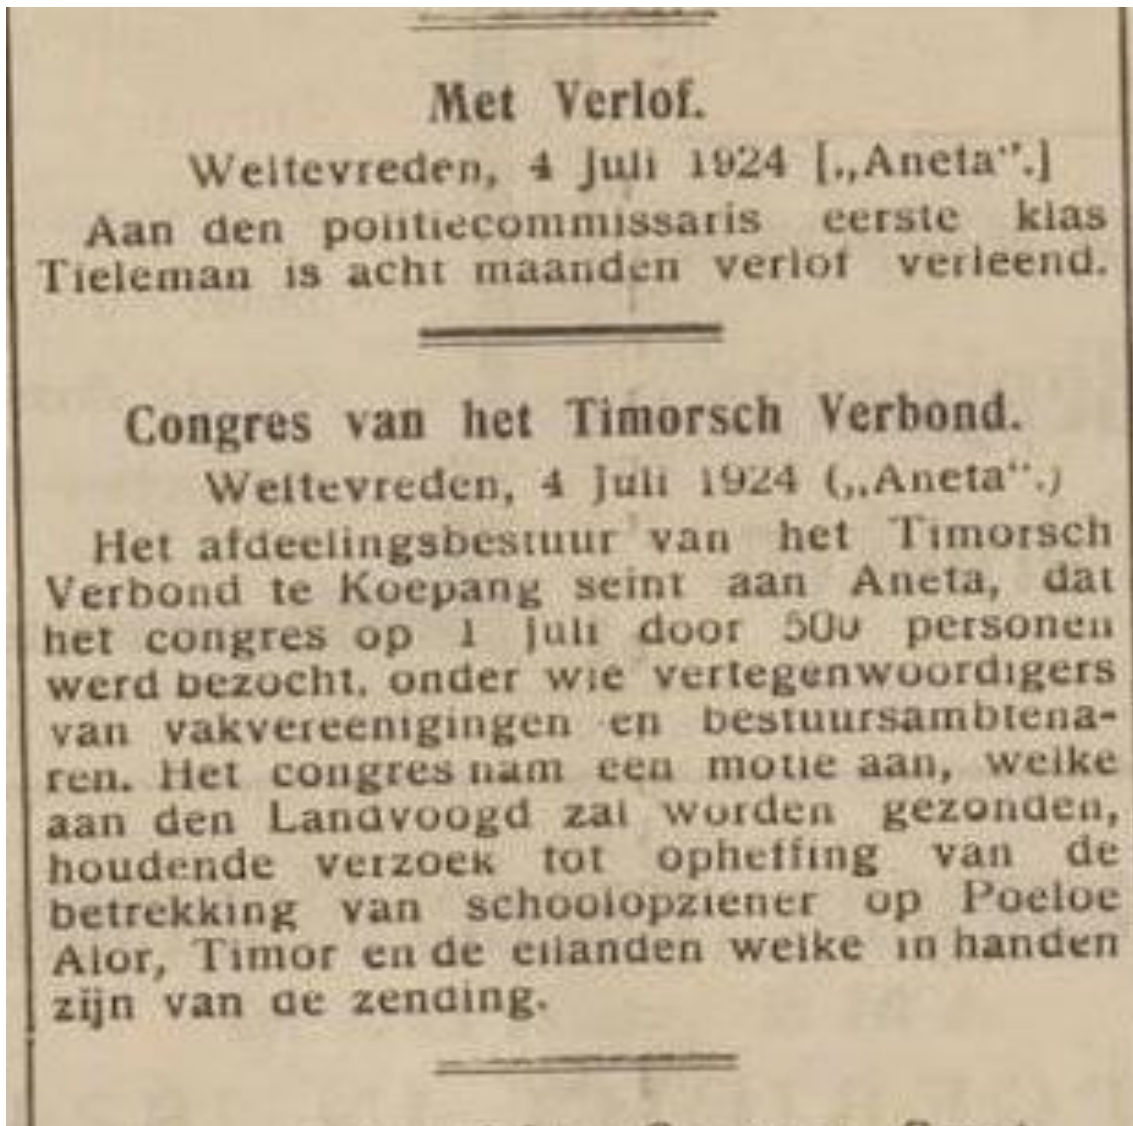 Met Verlof.
Weltevreden, 4 Juli 1924 [„Aneta“.]
Aan den politiecommissaris eerste klas
Tieleman is acht maanden verlof verleend.
Congres van het Timorsch Verbond.
Weltevreden, 4 Juli 1924 („Aneta“.)
Het afdeelingsbestuur van het Timorsch
Verbond te Koepang seint aan Aneta, dat
het congres op 1 Juli door 500 personen
werd bezocht, onder wie vertegenwoordigers
van vakvereenigingen en bestuursambtena-
ren. Het congres nam een motie aan, welke
aan den Landvoogd zal worden gezonden,
houdende verzoek tot opheffing van de
betrekking van schoolopziener op Poeloe
Alor, Timor en de eilanden welke in handen
zijn van de zending.